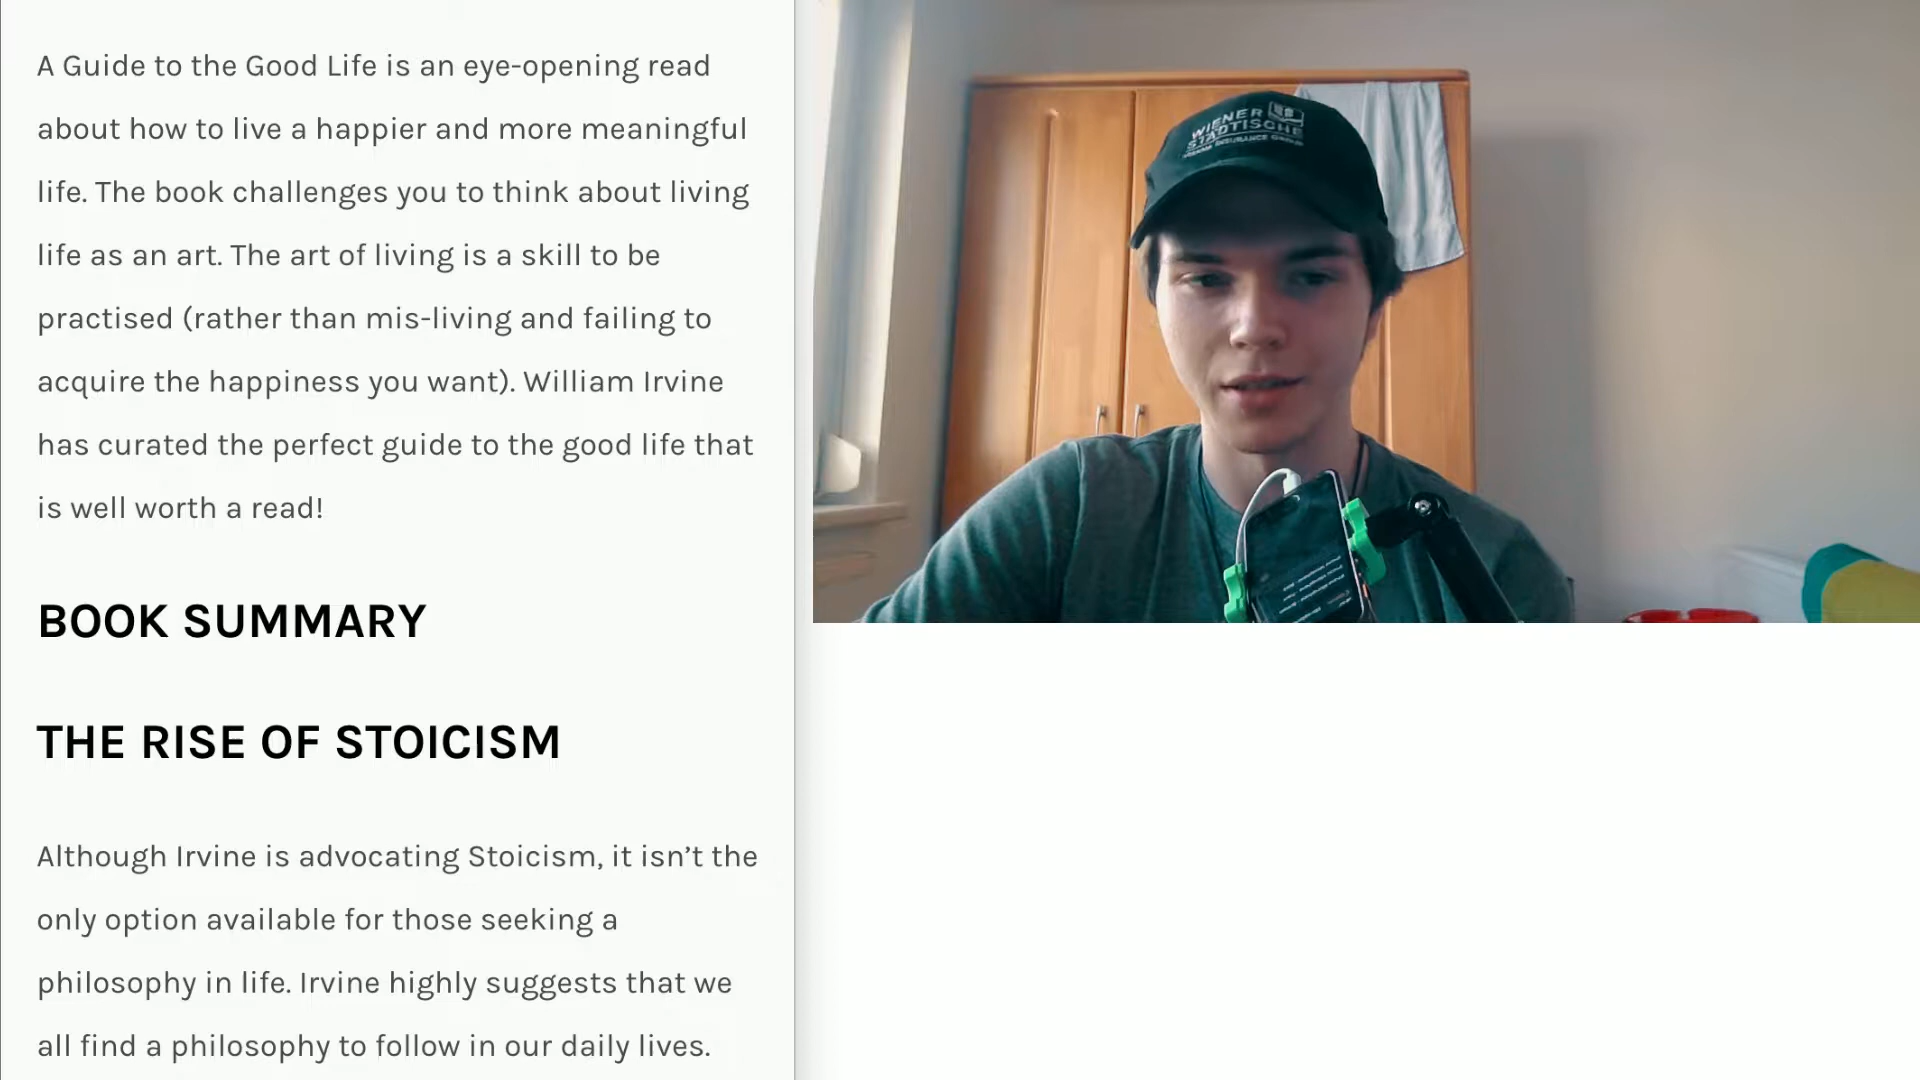 A Guide to the Good Life is an eye-opening read
about how to live a happier and more meaningful
life. The book challenges you to think about living
life as an art. The art of living is a skill to be
practised (rather than mis-living and failing to
acquire the happiness you want). William Irvine
has curated the perfect guide to the good life that
is well worth a read!
BOOK SUMMARY
THE RISE OF STOICISM
Although Irvine is advocating Stoicism, it isn’t the
only option available for those seeking a
philosophy in life. Irvine highly suggests that we
all find a philosophy to follow in our daily lives.
WIENER
STÄDTISCHE
VIENNA INSURANCE GROUP